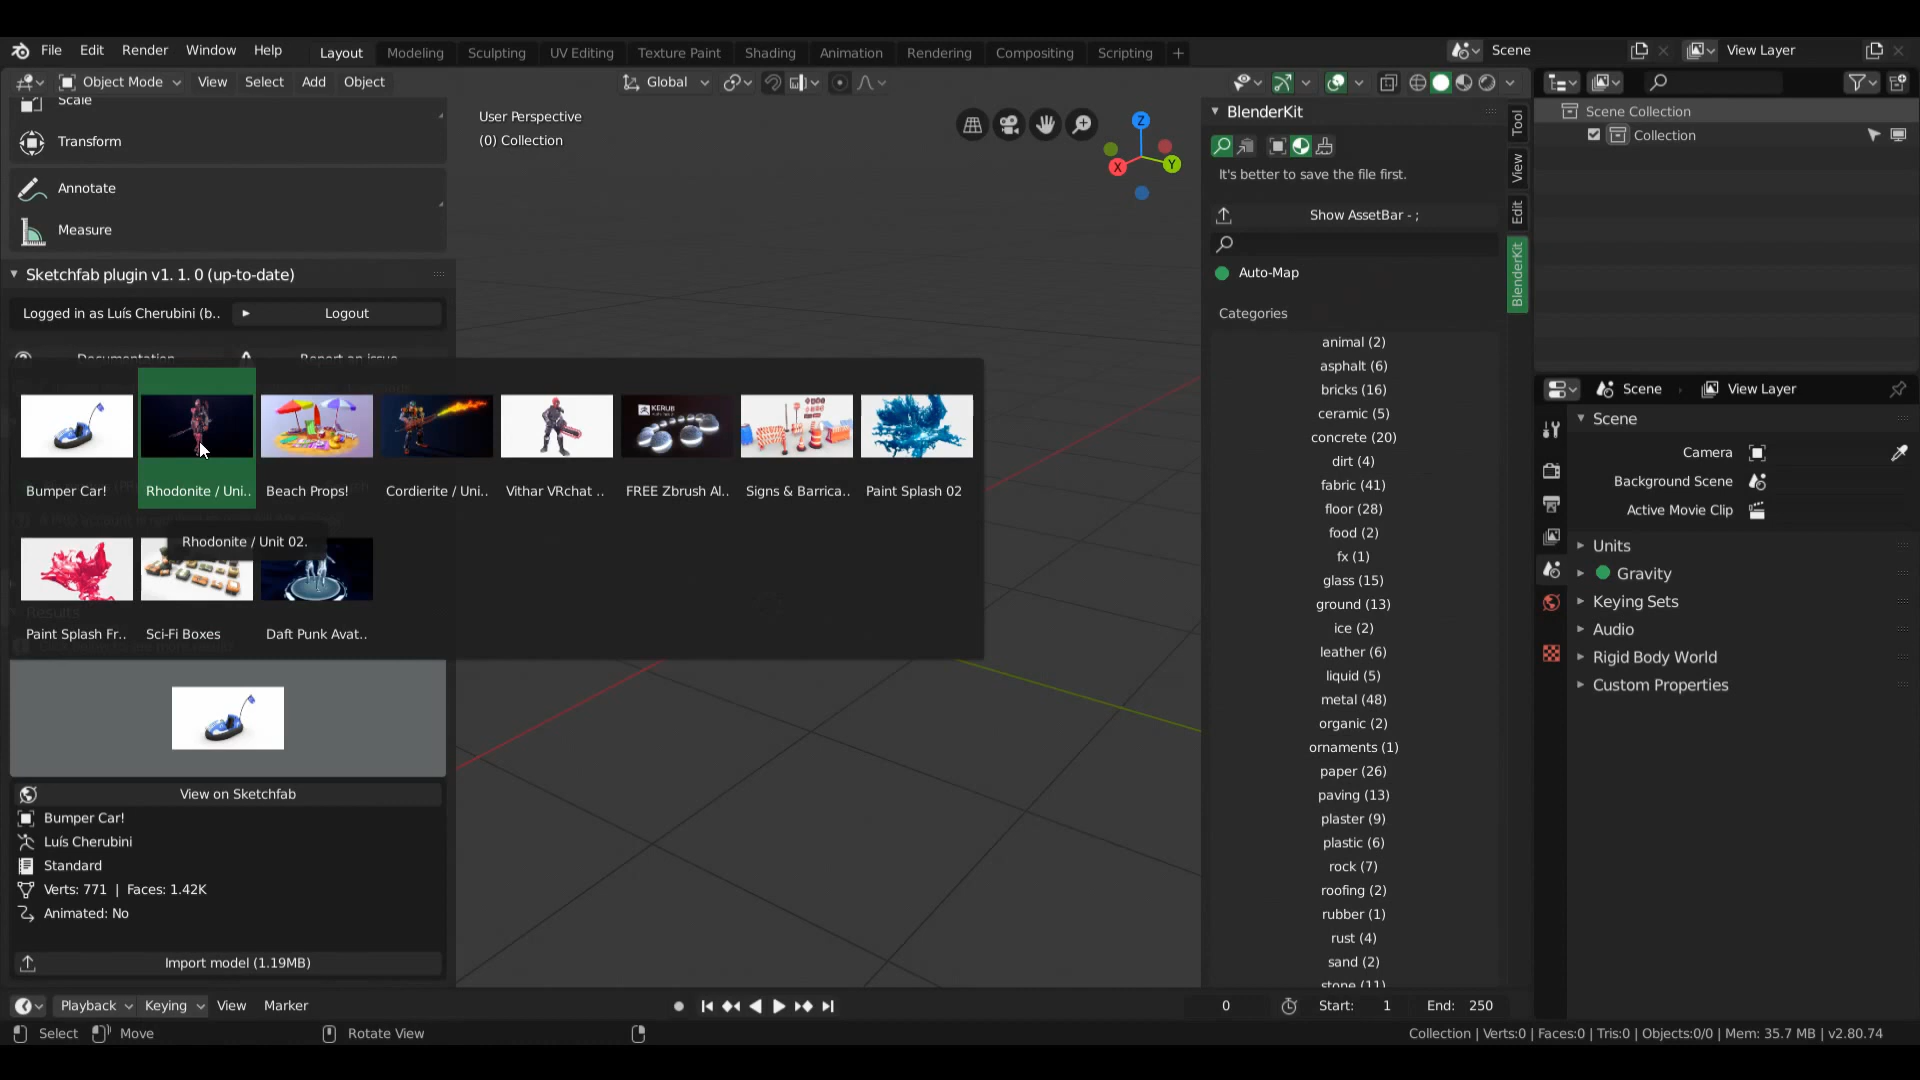 File Edit Render Window Help Layout Modeling Sculpting UV Editing Texture Paint Shading Animation Rendering Compositing Scripting + Scene View Layer
Object Mode View Select Add Object Global
Scale
Transform
Annotate
Measure
Sketchfab plugin v1. 1. 0 (up-to-date)
Logged in as Luís Cherubini (b.. Logout
Documentation Report an issue
Bumper Car! Rhodonite / Uni.. Beach Props! Cordierite / Uni.. Vithar VRchat .. FREE Zbrush Al.. Signs & Barrica.. Paint Splash 02
KERUB
Rhodonite / Unit 02.
Results
Paint Splash Fr.. Sci-Fi Boxes Daft Punk Avat..
View on Sketchfab
Bumper Car!
Luís Cherubini
Standard
Verts: 771 | Faces: 1.42K
Animated: No
Import model (1.19MB)
User Perspective
(0) Collection
Z
X
Y
BlenderKit
It's better to save the file first.
Show AssetBar - ;
Auto-Map
Categories
animal (2)
asphalt (6)
bricks (16)
ceramic (5)
concrete (20)
dirt (4)
fabric (41)
floor (28)
food (2)
fx (1)
glass (15)
ground (13)
ice (2)
leather (6)
liquid (5)
metal (48)
organic (2)
ornaments (1)
paper (26)
paving (13)
plaster (9)
plastic (6)
rock (7)
roofing (2)
rubber (1)
rust (4)
sand (2)
stone (11)
Tool
View
Edit
BlenderKit
Scene Collection
Collection
Scene View Layer
Scene
Camera
Background Scene
Active Movie Clip
Units
Gravity
Keying Sets
Audio
Rigid Body World
Custom Properties
Playback Keying View Marker 0 Start: 1 End: 250
Select Move Rotate View Collection | Verts:0 | Faces:0 | Tris:0 | Objects:0/0 | Mem: 35.7 MB | v2.80.74